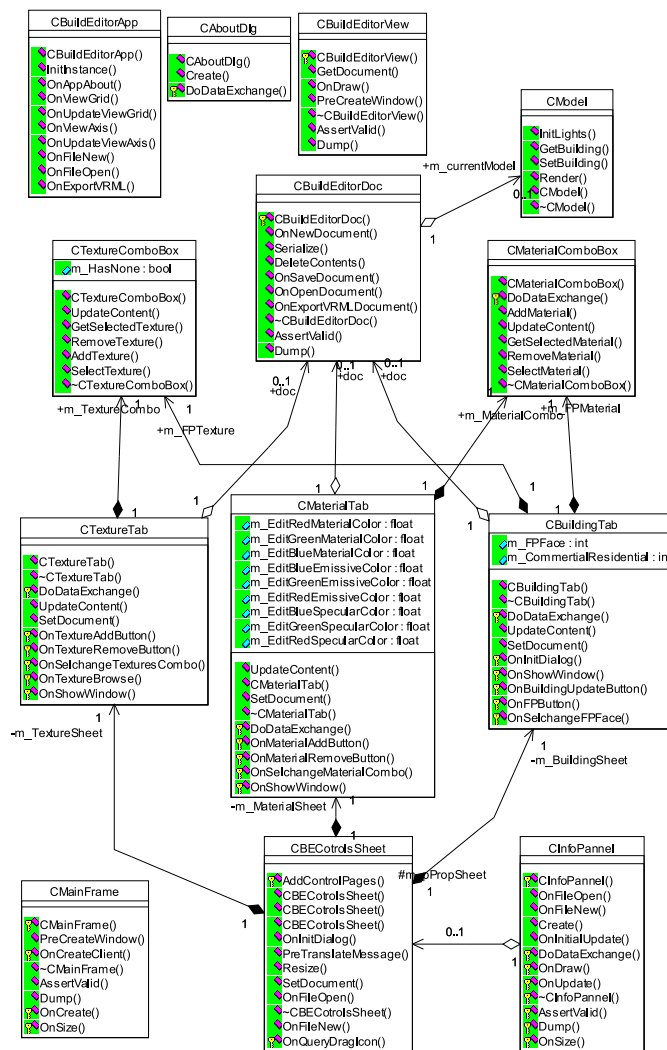 CBuildEditorApp
CBuildEditorApp()
InitInstance()
OnAppAbout()
OnViewGrid()
OnUpdateViewGrid()
OnViewAxis()
OnUpdateViewAxis()
OnFileNew()
OnFileOpen()
OnExportVRML()
CAboutDlg
CAboutDlg()
Create()
DoDataExchange()
CBuildEditorView
CBuildEditorView()
GetDocument()
OnDraw()
PreCreateWindow()
~CBuildEditorView()
AssertValid()
Dump()
CModel
InitLights()
GetBuilding()
SetBuilding()
Render()
CModel()
~CModel()
+m_currentModel
0..1
1
CBuildEditorDoc
CBuildEditorDoc()
OnNewDocument()
Serialize()
DeleteContents()
OnSaveDocument()
OnOpenDocument()
OnExportVRMLDocument()
~CBuildEditorDoc()
AssertValid()
Dump()
CTextureComboBox
m_HasNone : bool
CTextureComboBox()
UpdateContent()
GetSelectedTexture()
RemoveTexture()
AddTexture()
SelectTexture()
~CTextureComboBox()
CMaterialComboBox
CMaterialComboBox()
DoDataExchange()
AddMaterial()
UpdateContent()
GetSelectedMaterial()
RemoveMaterial()
SelectMaterial()
~CMaterialComboBox()
0..1
+doc
0..1
+doc
0..1
+doc
+m_TextureCombo
1
1
+m_FPTexture
1
+m_MaterialCombo
1
+m_FPMaterial
1
1
1
1
1
1
1
1
CTextureTab
CTextureTab()
~CTextureTab()
DoDataExchange()
UpdateContent()
SetDocument()
OnTextureAddButton()
OnTextureRemoveButton()
OnSelchangeTexturesCombo()
OnTextureBrowse()
OnShowWindow()
CMaterialTab
m_EditRedMaterialColor : float
m_EditGreenMaterialColor : float
m_EditBlueMaterialColor : float
m_EditBlueEmissiveColor : float
m_EditGreenEmissiveColor : float
m_EditRedEmissiveColor : float
m_EditBlueSpecularColor : float
m_EditGreenSpecularColor : float
m_EditRedSpecularColor : float
UpdateContent()
CMaterialTab()
SetDocument()
~CMaterialTab()
DoDataExchange()
OnMaterialAddButton()
OnMaterialRemoveButton()
OnSelchangeMaterialCombo()
OnShowWindow()
CBuildingTab
m_FPFace : int
m_CommertialResidential : int
CBuildingTab()
~CBuildingTab()
DoDataExchange()
UpdateContent()
SetDocument()
OnInitDialog()
OnShowWindow()
OnBuildingUpdateButton()
OnFPButton()
OnSelchangeFPFace()
1
-m_TextureSheet
-m_MaterialSheet
1
1
-m_BuildingSheet
1
1
1
#m_pPropSheet
0..1
1
CBECotrolsSheet
AddControlPages()
CBECotrolsSheet()
CBECotrolsSheet()
CBECotrolsSheet()
OnInitDialog()
PreTranslateMessage()
Resize()
SetDocument()
OnFileOpen()
~CBECotrolsSheet()
OnFileNew()
OnQueryDragIcon()
CInfoPannel
CInfoPannel()
OnFileOpen()
OnFileNew()
Create()
OnInitialUpdate()
DoDataExchange()
OnDraw()
OnUpdate()
~CInfoPannel()
AssertValid()
Dump()
OnSize()
CMainFrame
CMainFrame()
PreCreateWindow()
OnCreateClient()
~CMainFrame()
AssertValid()
Dump()
OnCreate()
OnSize()